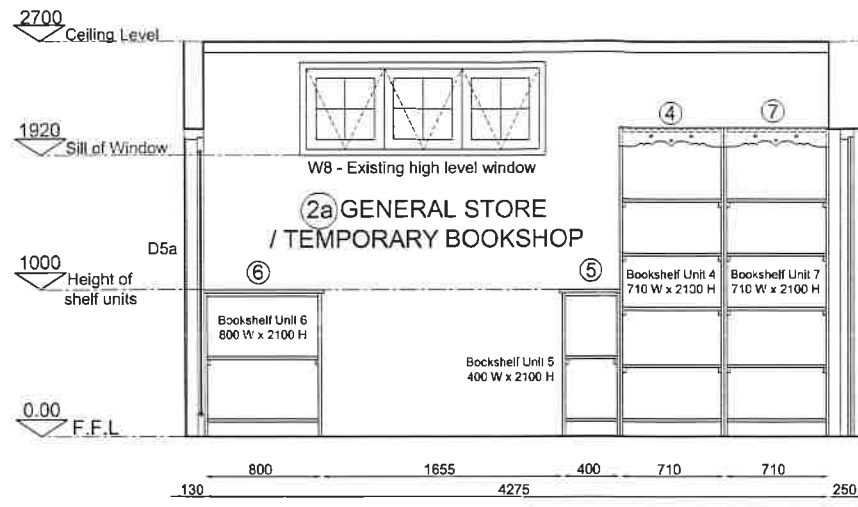 2700
Ceiling Level
4
7
1920
Sill of Window
W8 - Existing high level window
2a GENERAL STORE
/ TEMPORARY BOOKSHOP
D5a
1000
Height of
shelf units
6
5
Bookshelf Unit 4
710 W x 2100 H
Bookshelf Unit 7
710 W x 2100 H
Bookshelf Unit 6
800 W x 2100 H
Bookshelf Unit 5
400 W x 2100 H
0.00
F.F.L
800
1655
400
710
710
130
4275
250